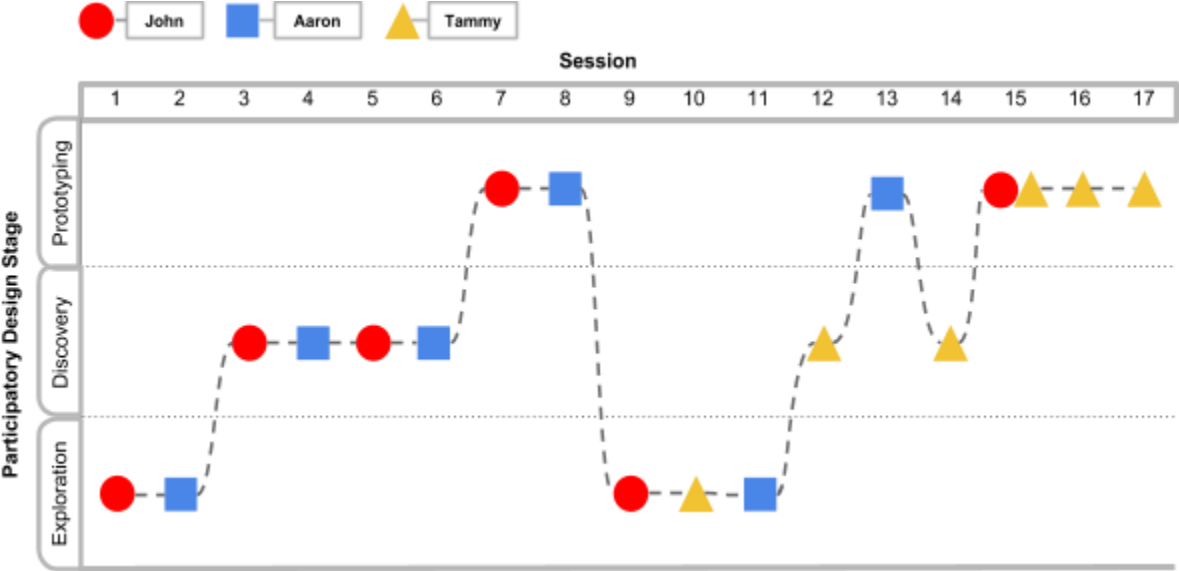 John Aaron Tammy
Session
1 2 3 4 5 6 7 8 9 10 11 12 13 14 15 16 17
Participatory Design Stage
Prototyping
Discovery
Exploration